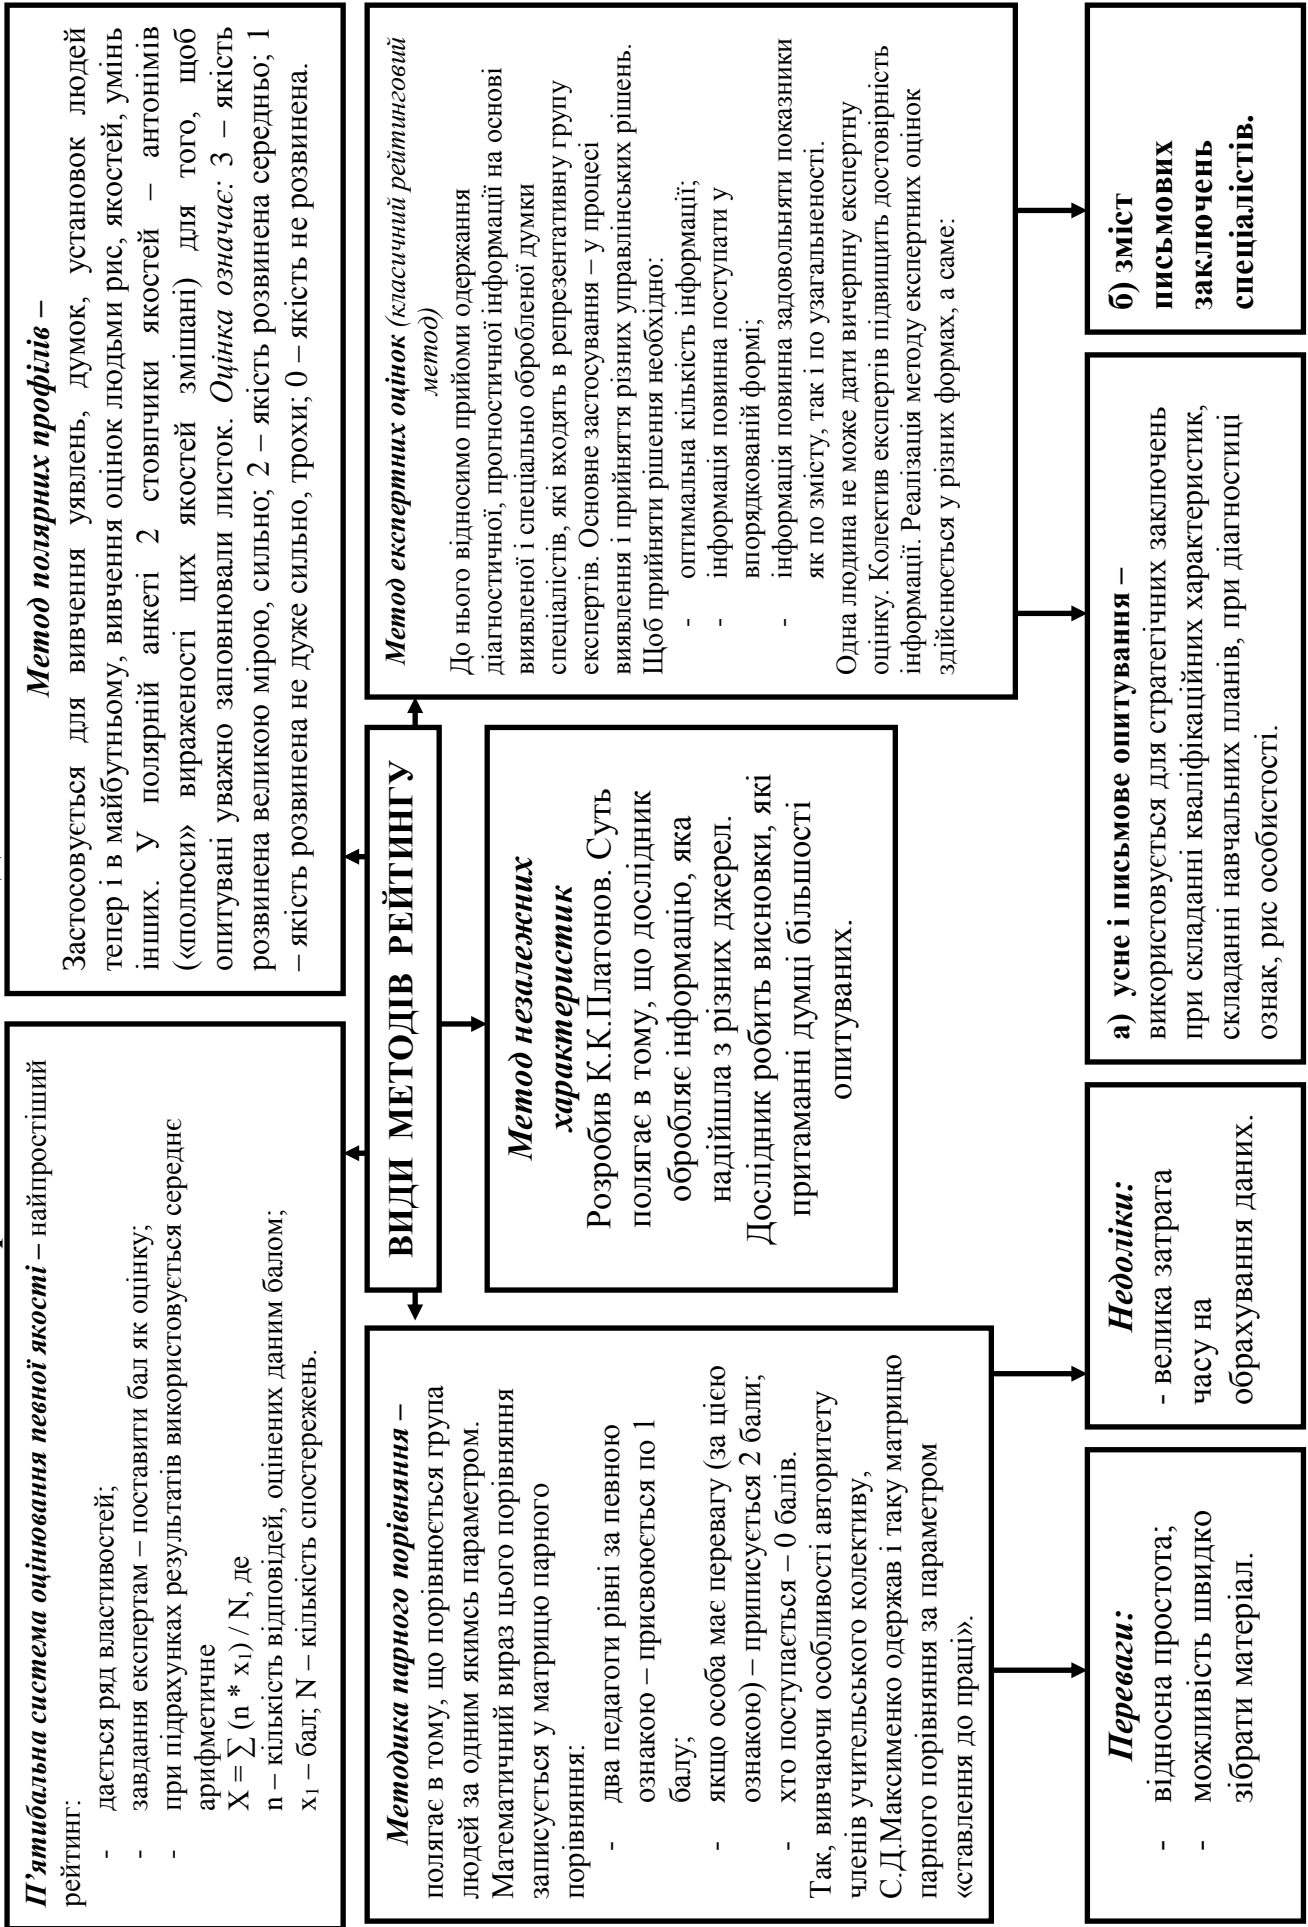 П’ятибальна система оцінювання певної якості – найпростіший
рейтинг:
- дається ряд властивостей;
- завдання експертам – поставити бал як оцінку;
- при підрахунках результатів використовується середнє
арифметичне
X = ∑ (n * x₁) / N, де
n – кількість відповідей, оцінених даним балом;
x₁ – бал; N – кількість спостережень.
Метод полярних профілів –
Застосовується для вивчення уявлень, думок, установок людей
тепер і в майбутньому, вивчення оцінок людьми рис, якостей, умінь
інших. У полярній анкеті 2 стовпчики якостей – антонімів
(«полюси» вираженості цих якостей змішані) для того, щоб
опитувані уважно заповнювали листок. Оцінка означає: 3 – якість
розвинена великою мірою, сильно; 2 – якість розвинена середньо; 1
– якість розвинена не дуже сильно, трохи; 0 – якість не розвинена.
ВИДИ МЕТОДІВ РЕЙТИНГУ
Методика парного порівняння –
полягає в тому, що порівнюється група
людей за одним якимсь параметром.
Математичний вираз цього порівняння
записується у матрицю парного
порівняння:
- два педагоги рівні за певною
ознакою – присвоюється по 1
балу;
- якщо особа має перевагу (за цією
ознакою) – приписується 2 бали;
- хто поступається – 0 балів.
Так, вивчаючи особливості авторитету
членів учительського колективу,
С.Д.Максименко одержав і таку матрицю
парного порівняння за параметром
«ставлення до праці».
Метод незалежних
характеристик
Розробив К.К.Платонов. Суть
полягає в тому, що дослідник
обробляє інформацію, яка
надійшла з різних джерел.
Дослідник робить висновки, які
притаманні думці більшості
опитуваних.
Метод експертних оцінок (класичний рейтинговий
метод)
До нього відносимо прийоми одержання
діагностичної, прогностичної інформації на основі
виявленої і спеціально обробленої думки
спеціалістів, які входять в репрезентативну групу
експертів. Основне застосування – у процесі
виявлення і прийняття різних управлінських рішень.
Щоб прийняти рішення необхідно:
- оптимальна кількість інформації;
- інформація повинна поступати у
впорядкованій формі;
- інформація повинна задовольняти показники
як по змісту, так і по узагальненості.
Одна людина не може дати вичерпну експертну
оцінку. Колектив експертів підвищить достовірність
інформації. Реалізація методу експертних оцінок
здійснюється у різних формах, а саме:
Переваги:
- відносна простота;
- можливість швидко
зібрати матеріал.
Недоліки:
- велика затрата
часу на
обрахування даних.
а) усне і письмове опитування –
використовується для стратегічних заключень
при складанні кваліфікаційних характеристик,
складанні навчальних планів, при діагностиці
ознак, рис особистості.
б) зміст
письмових
заключень
спеціалістів.